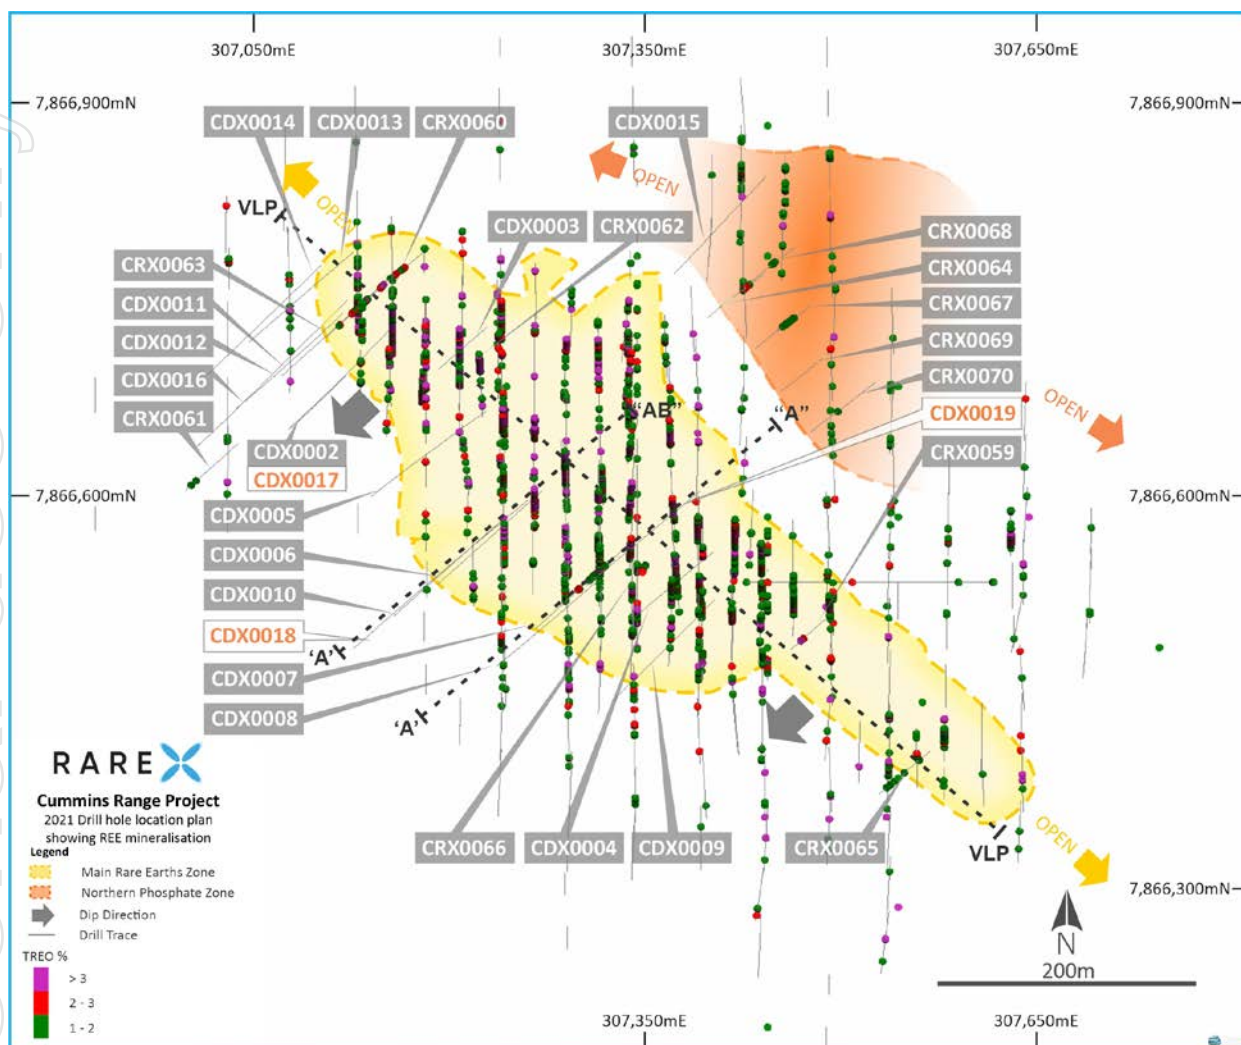 307,050mE
307,350mE
307,650mE
7,866,900mN
7,866,900mN
CDX0014
CDX0013
CRX0060
CDX0015
OPEN
OPEN
VLP
CDX0003
CRX0062
CRX0068
CRX0063
CRX0064
CDX0011
CRX0067
CDX0012
CRX0069
CDX0016
CRX0070
CRX0061
"AB"
"A"
CDX0019
OPEN
CDX0002
CRX0059
CDX0017
7,866,600mN
7,866,600mN
CDX0005
CDX0006
CDX0010
CDX0018
'A'
CDX0007
CDX0008
'A'
RAREX
Cummins Range Project
2021 Drill hole location plan
showing REE mineralisation
Legend
Main Rare Earths Zone
Northern Phosphate Zone
Dip Direction
Drill Trace
TREO %
> 3
2 - 3
1 - 2
CRX0066
CDX0004
CDX0009
CRX0065
VLP
OPEN
7,866,300mN
N
200m
307,350mE
307,650mE